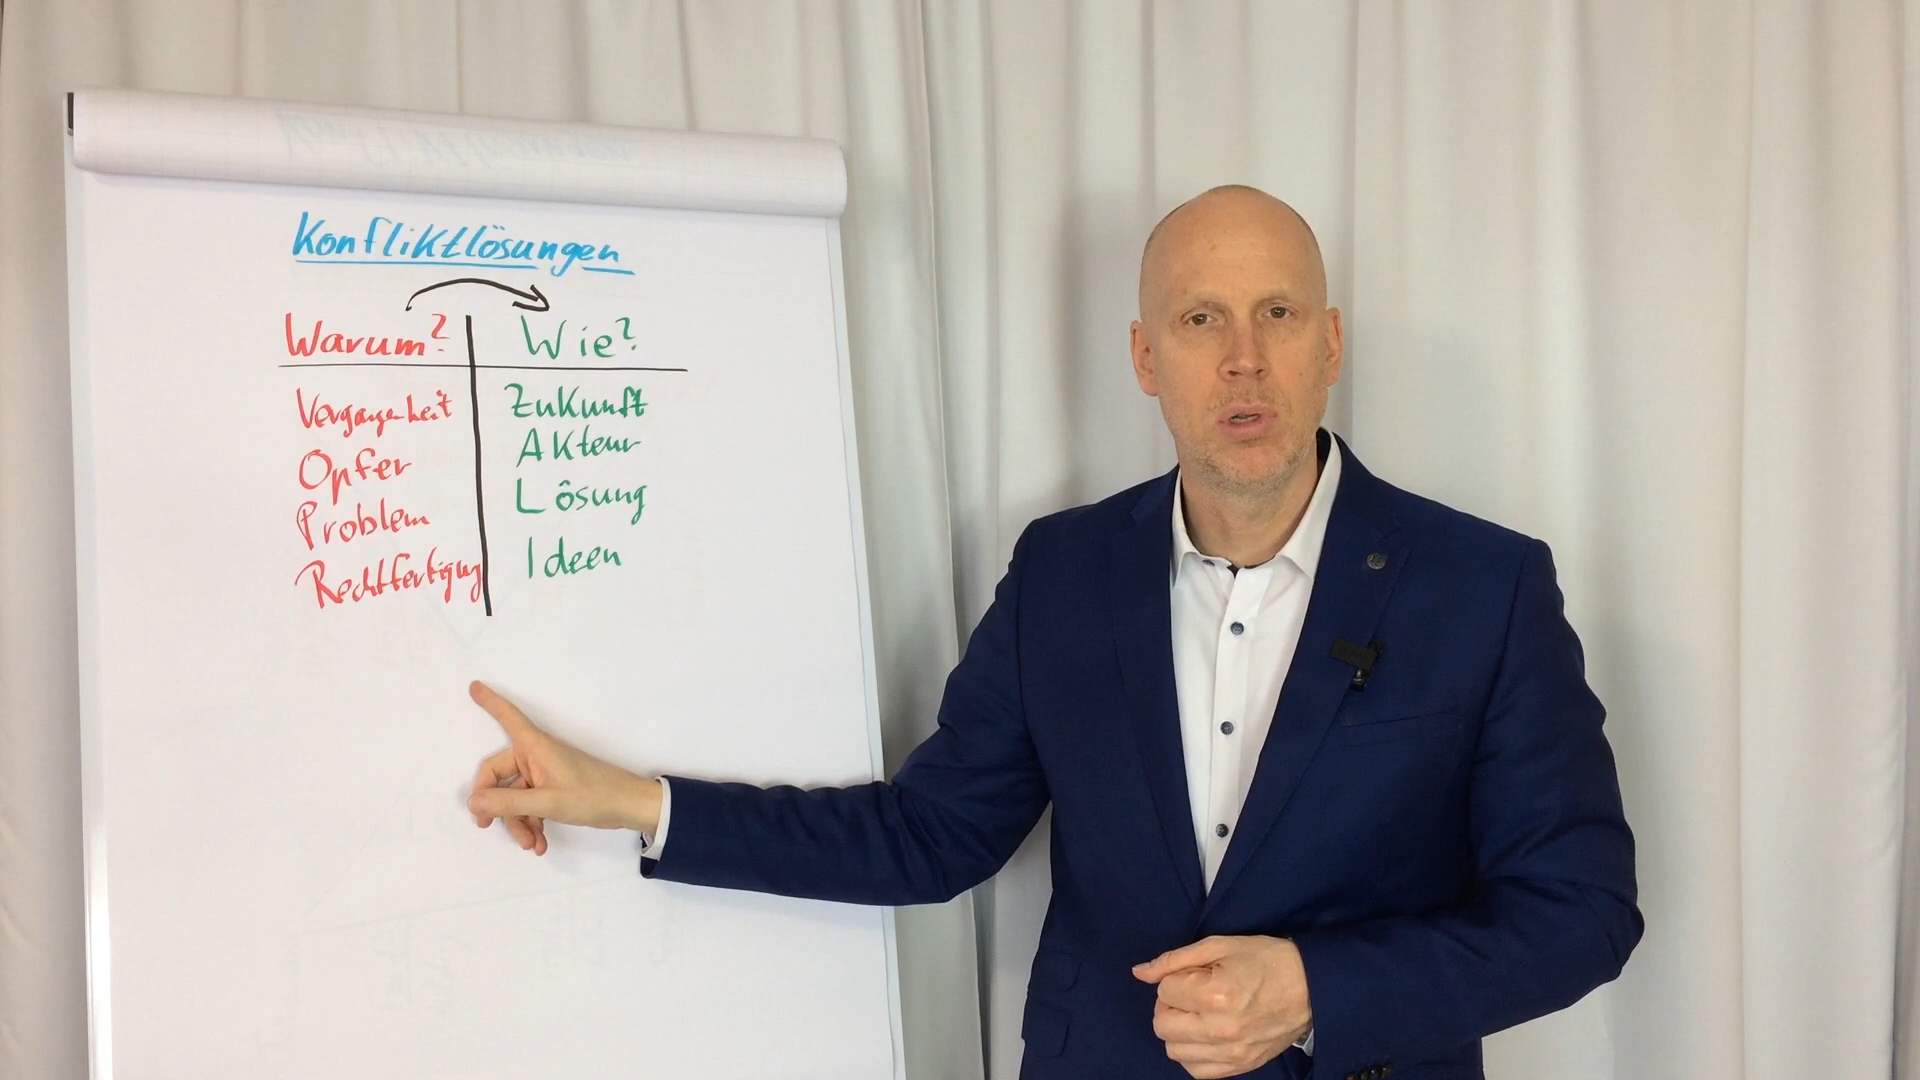 Konfliktlösungen
Warum? Wie?
Vergangenheit Zukunft
Opfer Akteur
Problem Lösung
Rechtfertigung Ideen